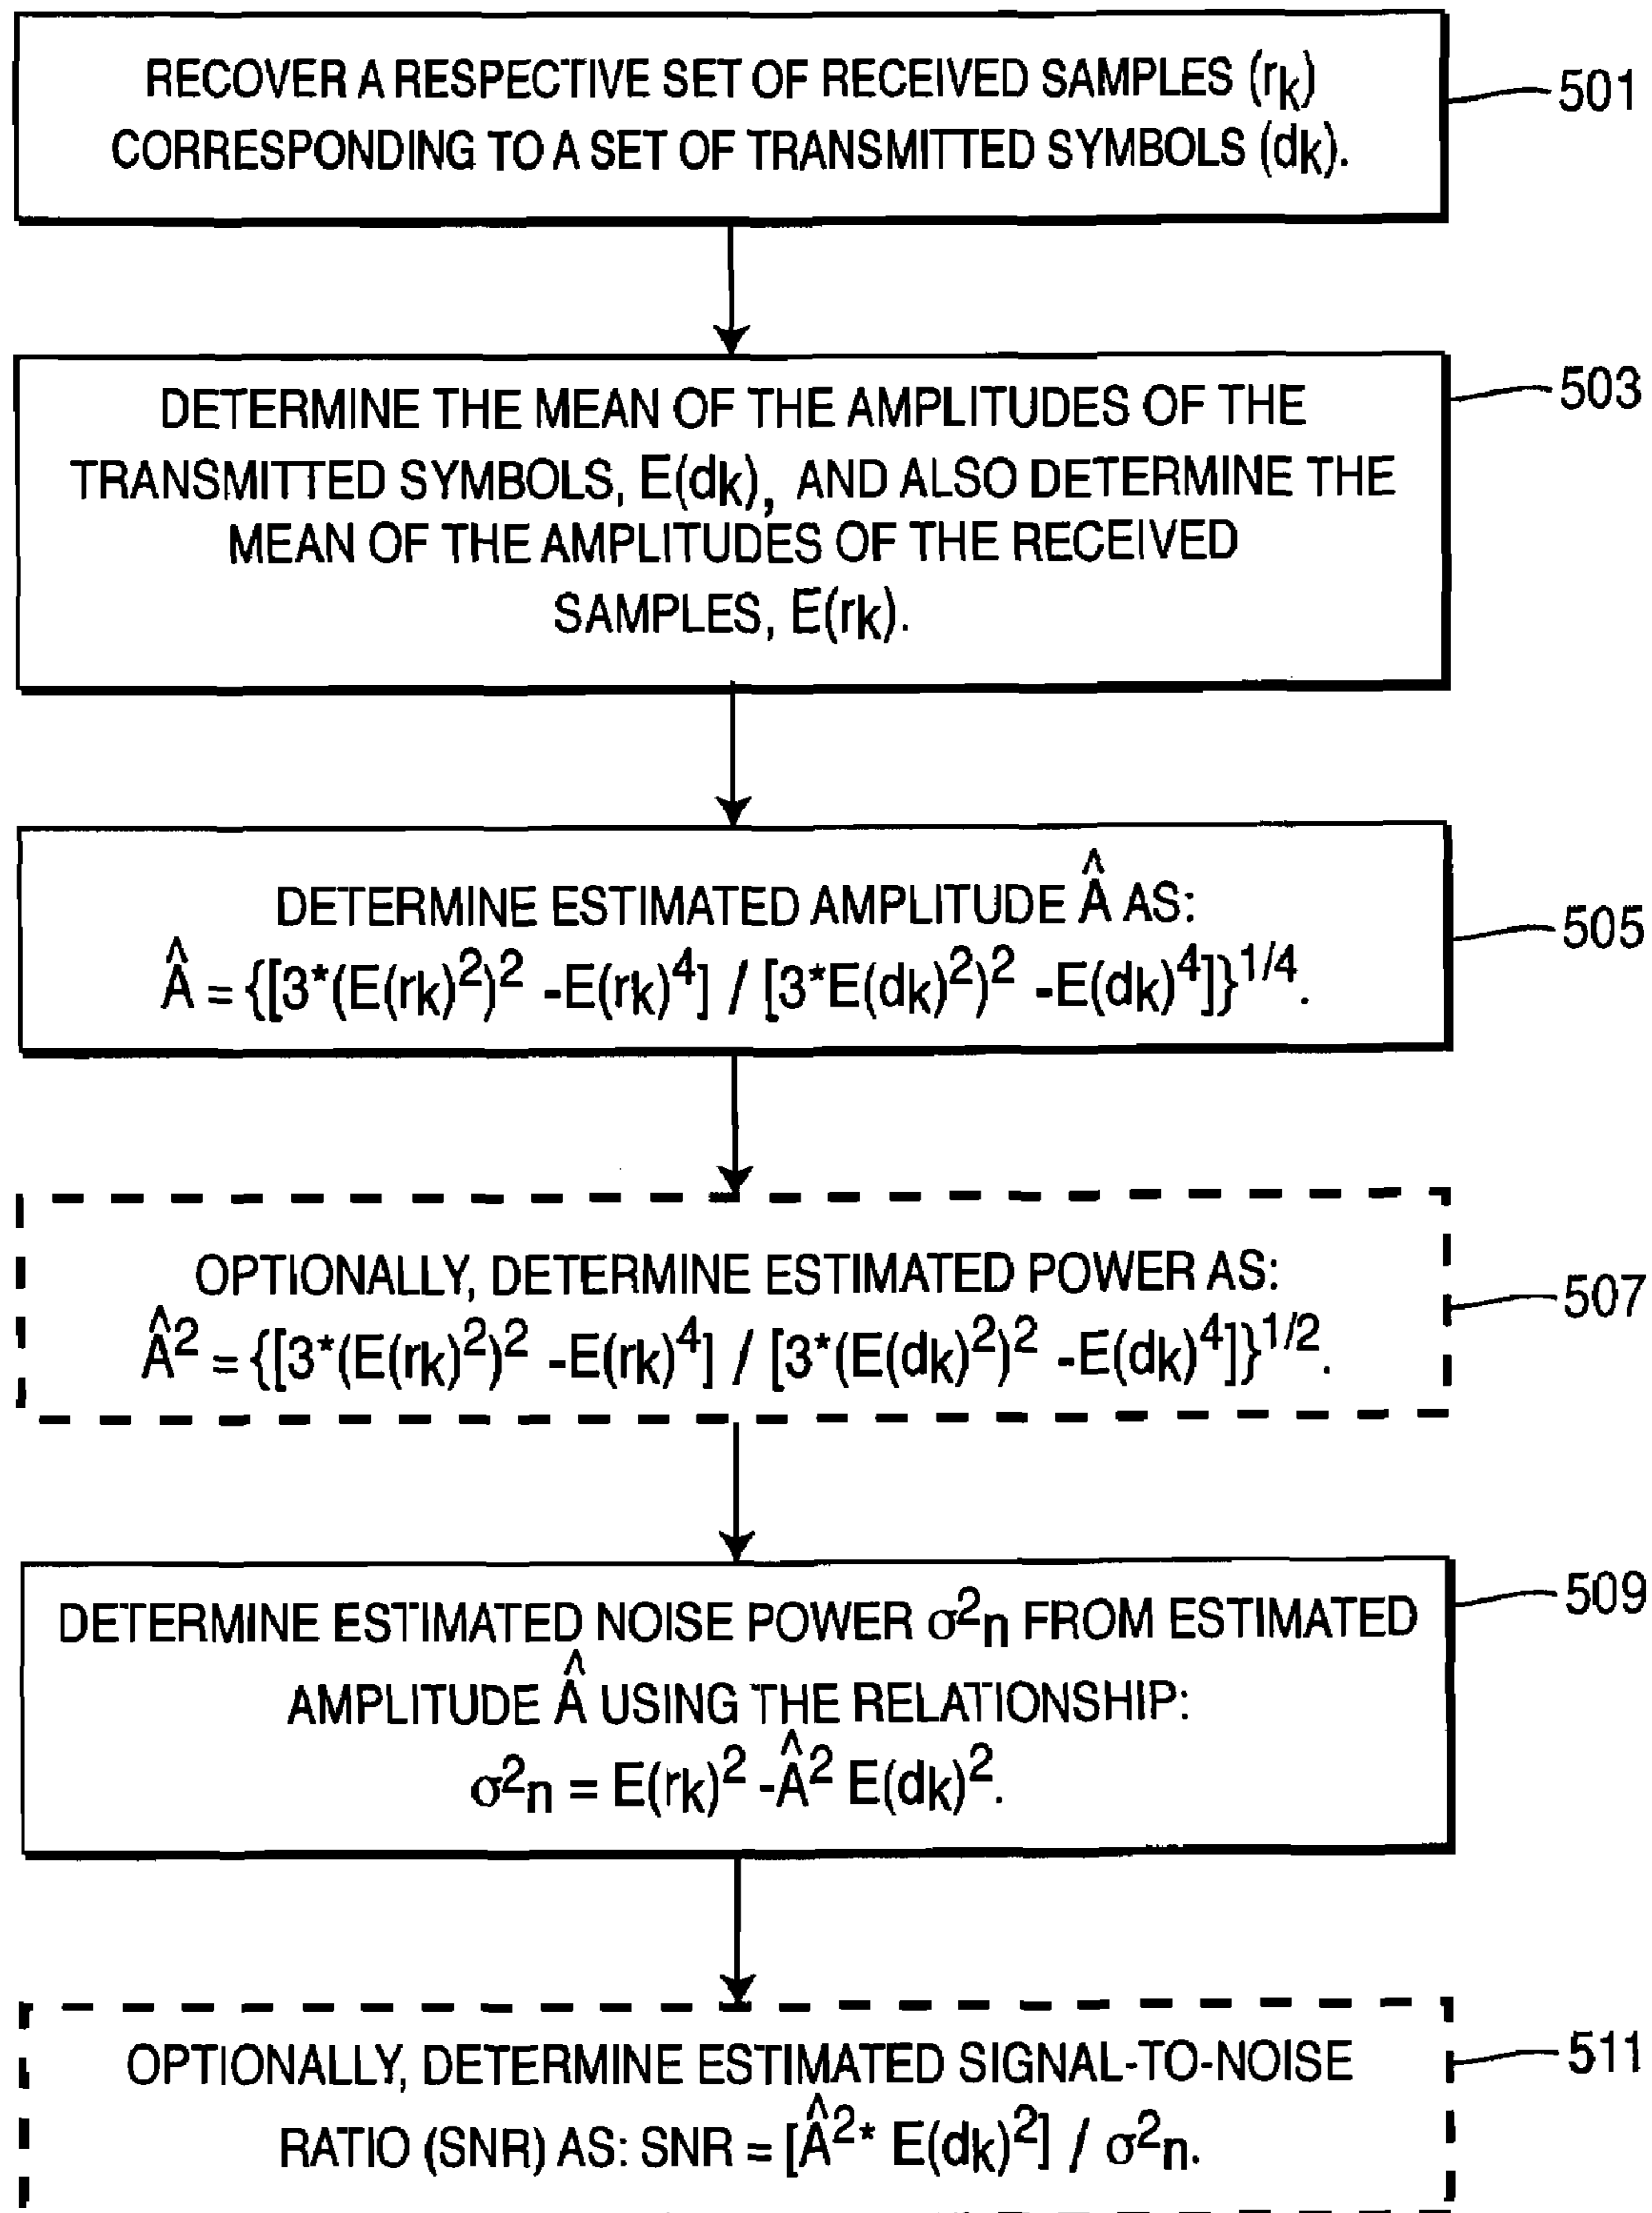 RECOVER A RESPECTIVE SET OF RECEIVED SAMPLES (rk)
CORRESPONDING TO A SET OF TRANSMITTED SYMBOLS (dk).
501
DETERMINE THE MEAN OF THE AMPLITUDES OF THE
TRANSMITTED SYMBOLS, E(dk), AND ALSO DETERMINE THE
MEAN OF THE AMPLITUDES OF THE RECEIVED
SAMPLES, E(rk).
503
DETERMINE ESTIMATED AMPLITUDE Â AS:
Â = {[3*(E(rk)²)² -E(rk)⁴] / [3*E(dk)²)² -E(dk)⁴]}^1/4.
505
OPTIONALLY, DETERMINE ESTIMATED POWER AS:
² = {[3*(E(rk)²)² -E(rk)⁴] / [3*(E(dk)²)² -E(dk)⁴]}^1/2.
507
DETERMINE ESTIMATED NOISE POWER σ²n FROM ESTIMATED
AMPLITUDE Â USING THE RELATIONSHIP:
σ²n = E(rk)² -² E(dk)².
509
OPTIONALLY, DETERMINE ESTIMATED SIGNAL-TO-NOISE
RATIO (SNR) AS: SNR = [²* E(dk)²] / σ²n.
511